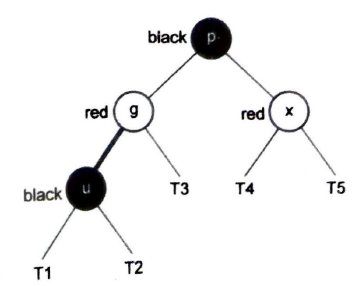 black p
red g red x
black u T3 T4 T5
T1 T2